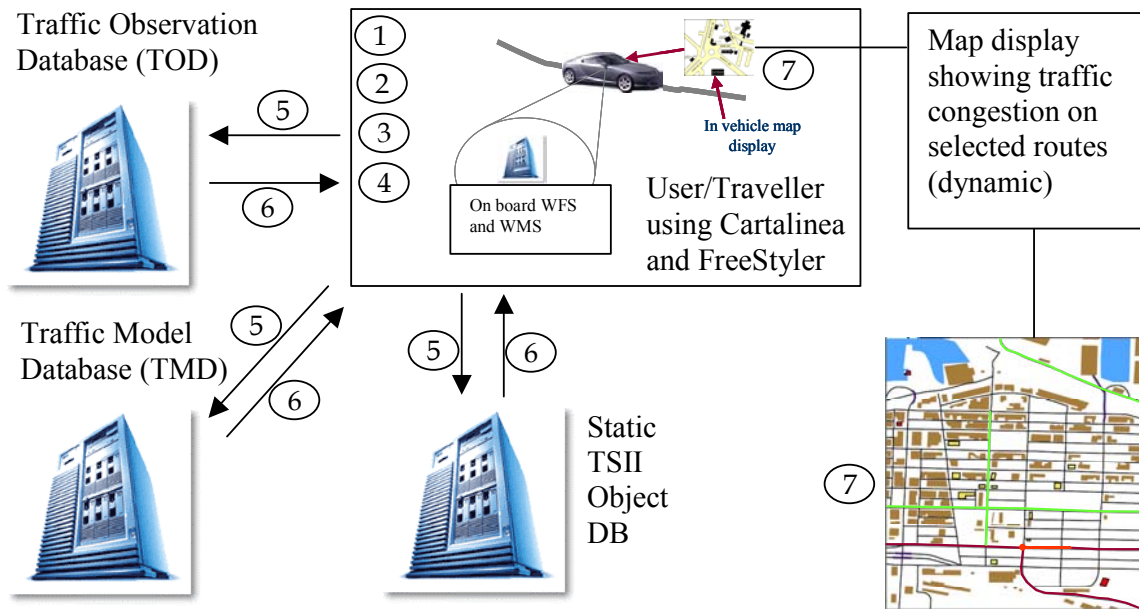 Traffic Observation
Database (TOD)
5
6
1
2
3
4
7
In vehicle map
display
On board WFS
and WMS
User/Traveller
using Cartalinea
and FreeStyler
Map display
showing traffic
congestion on
selected routes
(dynamic)
Traffic Model
Database (TMD)
5
6
5
6
Static
TSII
Object
DB
7